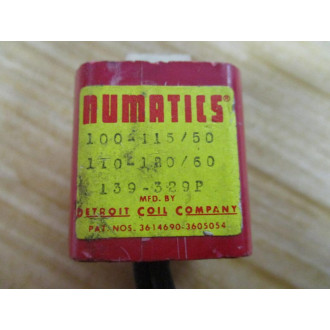 NUMATICS®
100-115/50
110-120/60
139-329P
MFD. BY
DETROIT COIL COMPANY
PAT NOS. 3614690-3605054